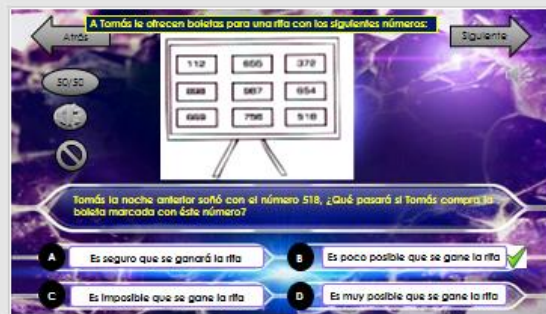 A Tomás le ofrecen boletas para una rifa con los siguientes números:
Atrás
Siguiente
50/50
112 655 372
898 987 654
669 756 518
Tomás la noche anterior soñó con el número 518, ¿Qué pasará si Tomás compra la
boleta marcada con éste número?
A Es seguro que se ganará la rifa
B Es poco posible que se gane la rifa
C Es imposible que se gane la rifa
D Es muy posible que se gane la rifa